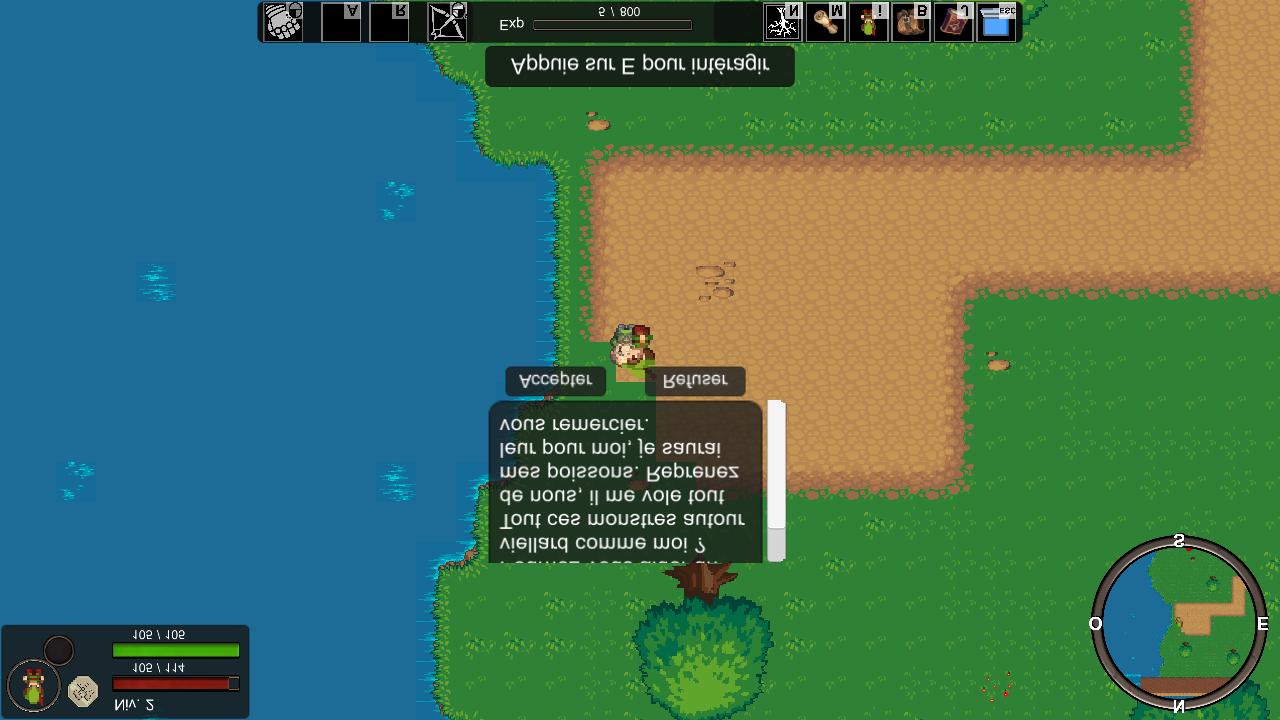 Niv. 2
105 / 114
105 / 105
N
O
E
S
viellard comme moi ?
Tout ces monstres autour
de nous, il me vole tout
mes poissons. Reprenez
leur pour moi, je saurai
vous remercier.
Accepter
Refuser
Appuie sur E pour intéragir
A
R
Exp
5 / 800
N
M
I
B
J
ESC